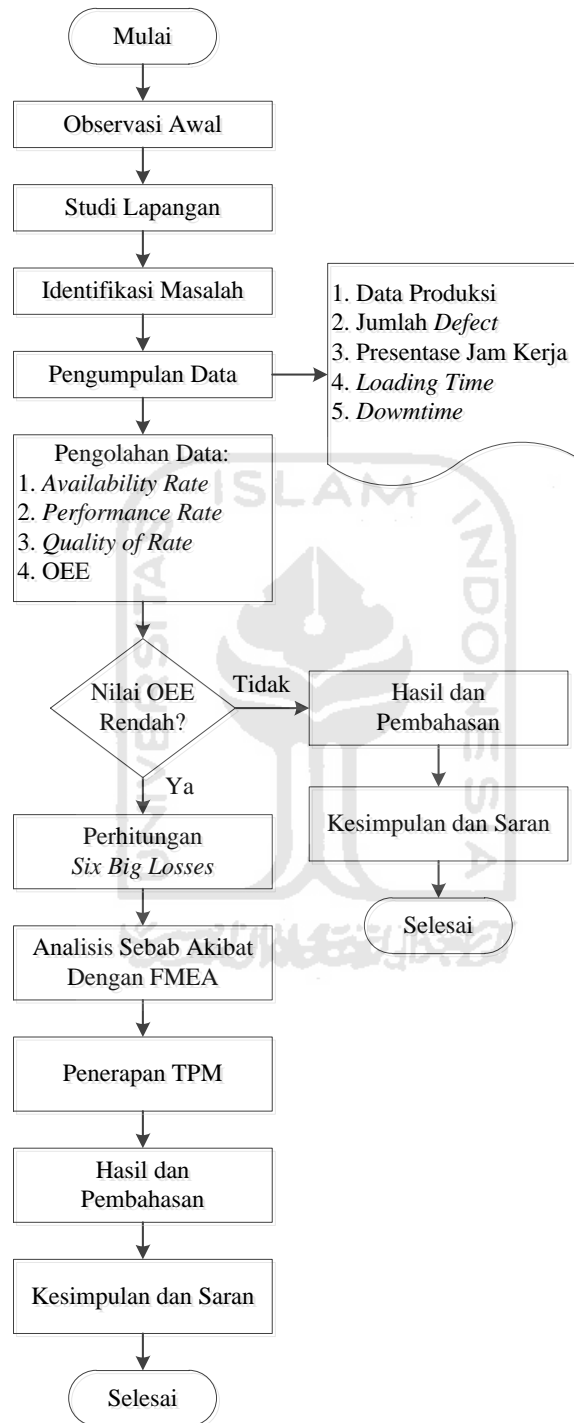 Mulai
Observasi Awal
Studi Lapangan
Identifikasi Masalah
Pengumpulan Data
1. Data Produksi
2. Jumlah Defect
3. Presentase Jam Kerja
4. Loading Time
5. Dowmtime
Pengolahan Data:
1. Availability Rate
2. Performance Rate
3. Quality of Rate
4. OEE
Nilai OEE
Rendah?
Tidak
Ya
Hasil dan
Pembahasan
Kesimpulan dan Saran
Selesai
Perhitungan
Six Big Losses
Analisis Sebab Akibat
Dengan FMEA
Penerapan TPM
Hasil dan
Pembahasan
Kesimpulan dan Saran
Selesai
UNIVERSITAS
ISLAM
INDONESIA